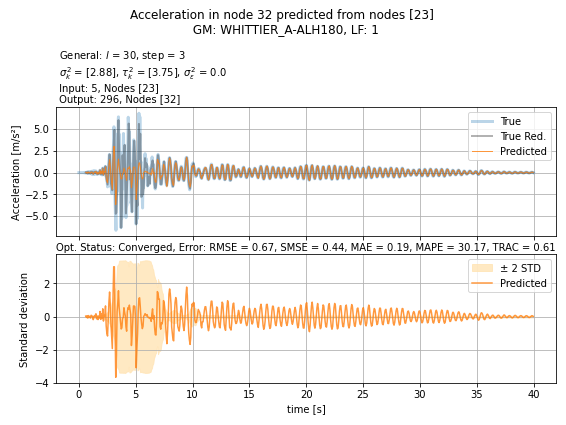 Acceleration in node 32 predicted from nodes [23]
GM: WHITTIER_A-ALH180, LF: 1
General: l = 30, step = 3
σ²ₖ = [2.88], τ²ₖ = [3.75], σ²ε = 0.0
Input: 5, Nodes [23]
Output: 296, Nodes [32]
True
True Red.
Predicted
5.0
2.5
0.0
−2.5
−5.0
Acceleration [m/s²]
Opt. Status: Converged, Error: RMSE = 0.67, SMSE = 0.44, MAE = 0.19, MAPE = 30.17, TRAC = 0.61
± 2 STD
Predicted
2
0
−2
−4
Standard deviation
0 5 10 15 20 25 30 35 40
time [s]